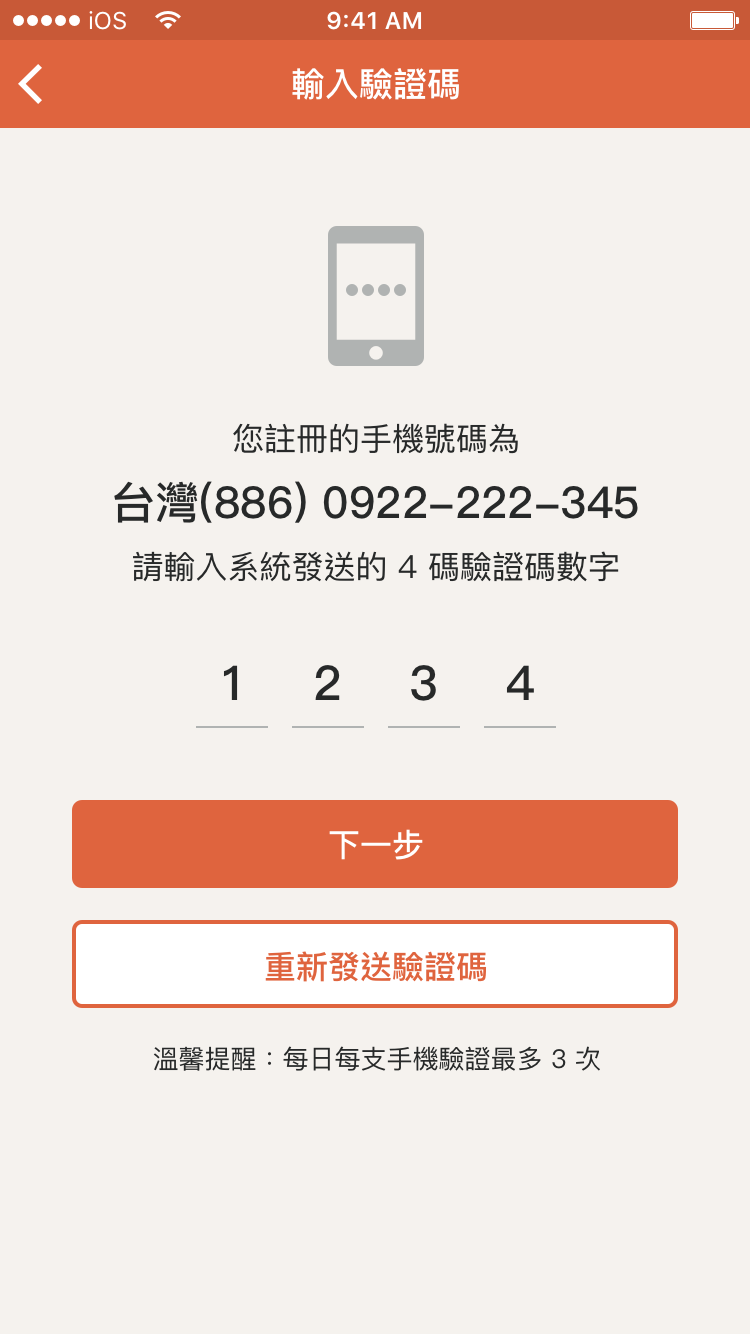 iOS 9:41 AM
輸入驗證碼
您註冊的手機號碼為
台灣(886) 0922-222-345
請輸入系統發送的 4 碼驗證碼數字
1 2 3 4
下一步
重新發送驗證碼
溫馨提醒：每日每支手機驗證最多 3 次